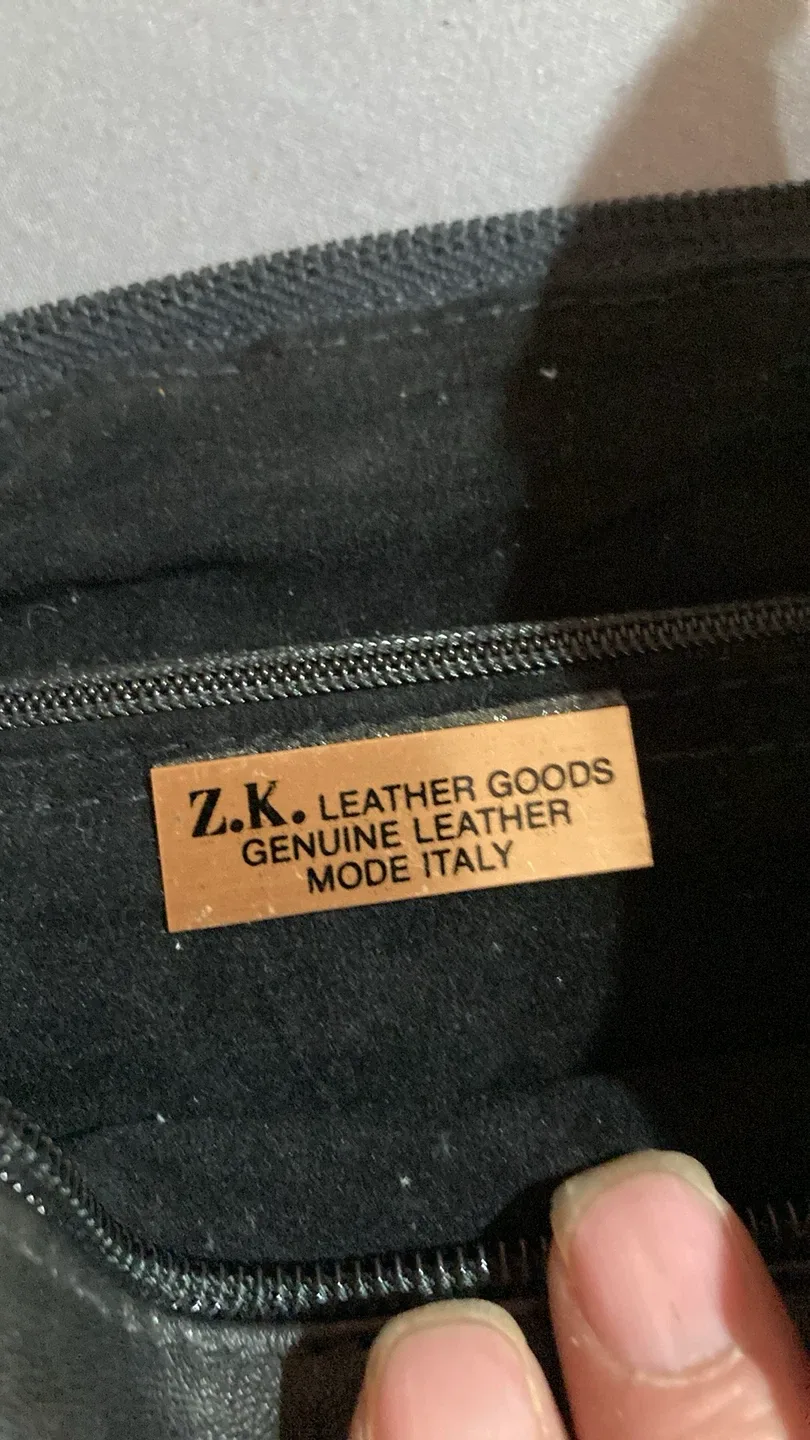 Z.K. LEATHER GOODS
GENUINE LEATHER
MODE ITALY